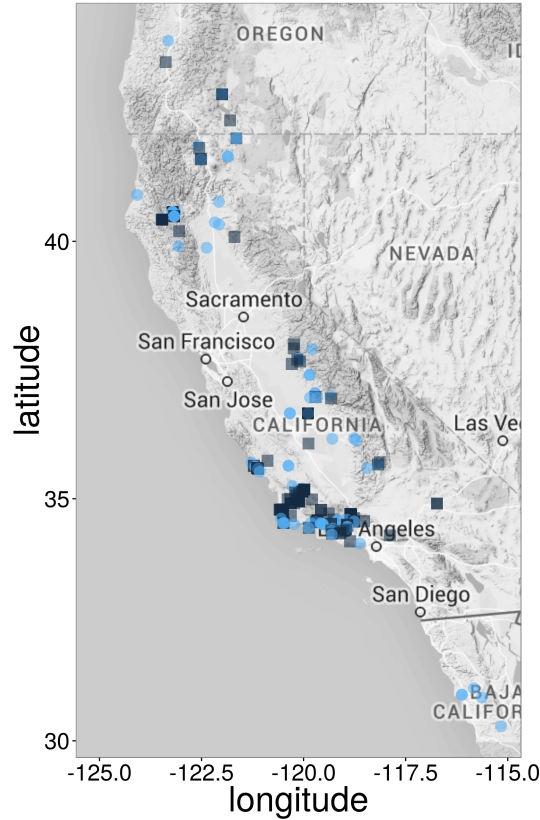 OREGON
40
NEVADA
Sacramento
San Francisco
San Jose
CALIFORNIA
Las Ve
latitude
35
Angeles
San Diego
BAJA
CALIFOR
30
-125.0 -122.5 -120.0 -117.5 -115.0
longitude